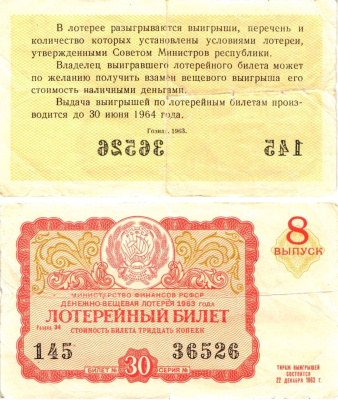 В лотерее разыгрываются выигрыши, перечень и
количество которых установлены условиями лотереи,
утвержденными Советом Министров республики.
Владелец выигравшего лотерейного билета может
по желанию получить взамен вещевого выигрыша его
стоимость наличными деньгами.
Выдача выигрышей по лотерейным билетам произ-
водится до 30 июня 1964 года.
Гознак. 1963.
36526 145
8
ВЫПУСК
МИНИСТЕРСТВО ФИНАНСОВ РСФСР
ДЕНЕЖНО-ВЕЩЕВАЯ ЛОТЕРЕЯ 1963 года
ЛОТЕРЕЙНЫЙ БИЛЕТ
Разряд 24
СТОИМОСТЬ БИЛЕТА ТРИДЦАТЬ КОПЕЕК
145 36526
БИЛЕТ № 30 СЕРИЯ №
ТИРАЖ ВЫИГРЫШЕЙ
СОСТОИТСЯ
22 ДЕКАБРЯ 1963 г.